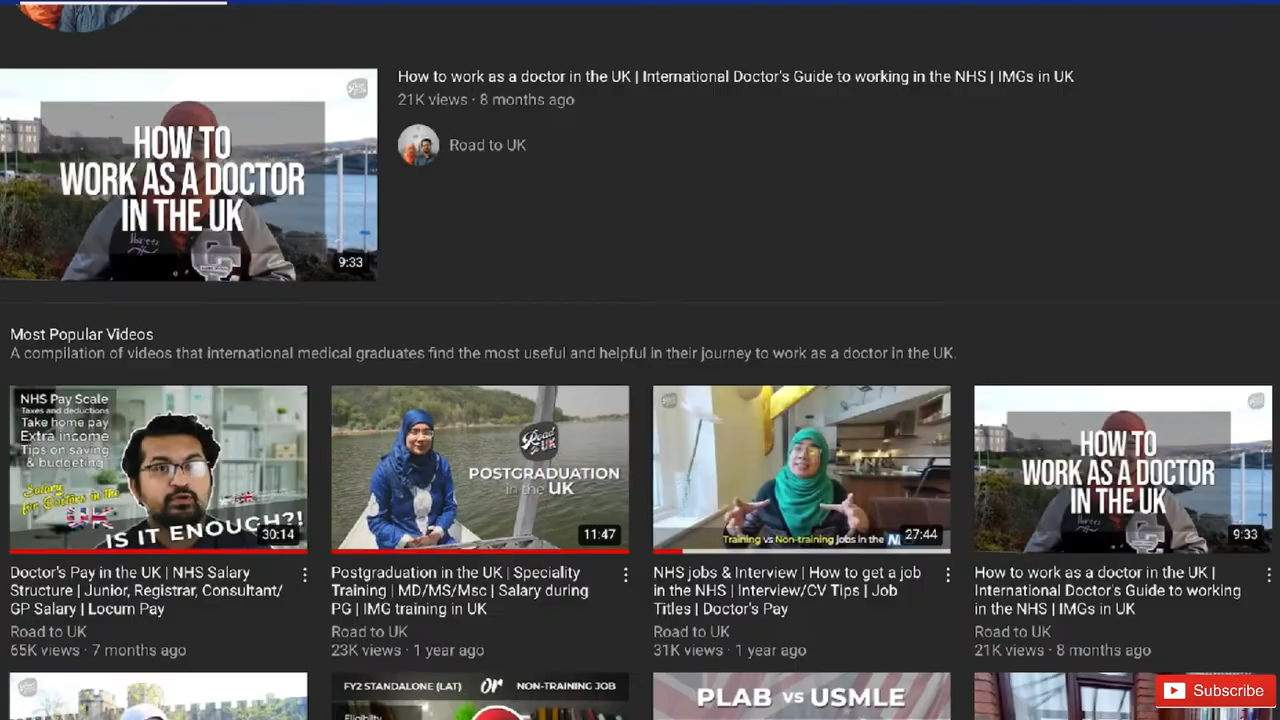 How to work as a doctor in the UK | International Doctor's Guide to working in the NHS | IMGs in UK
21K views · 8 months ago
Road to UK
HOW TO
WORK AS A DOCTOR
IN THE UK
9:33
Most Popular Videos
A compilation of videos that international medical graduates find the most useful and helpful in their journey to work as a doctor in the UK.
NHS Pay Scale
Taxes and deductions
Take home pay
Extra income
Tips on saving
& budgeting
Salary
for Doctors in the
UK
IS IT ENOUGH?!
30:14
Doctor's Pay in the UK | NHS Salary
Structure | Junior, Registrar, Consultant/
GP Salary | Locum Pay
Road to UK
65K views · 7 months ago
Road
to UK
POSTGRADUATION
in the UK
11:47
Postgraduation in the UK | Speciality
Training | MD/MS/Msc | Salary during
PG | IMG training in UK
Road to UK
23K views · 1 year ago
Training vs Non-training jobs in the
27:44
NHS jobs & Interview | How to get a job
in the NHS | Interview/CV Tips | Job
Titles | Doctor's Pay
Road to UK
31K views · 1 year ago
HOW TO
WORK AS A DOCTOR
IN THE UK
9:33
How to work as a doctor in the UK |
International Doctor's Guide to working
in the NHS | IMGs in UK
Road to UK
21K views · 8 months ago
FY2 STANDALONE (LAT) or NON-TRAINING JOB
PLAB vs USMLE
Subscribe